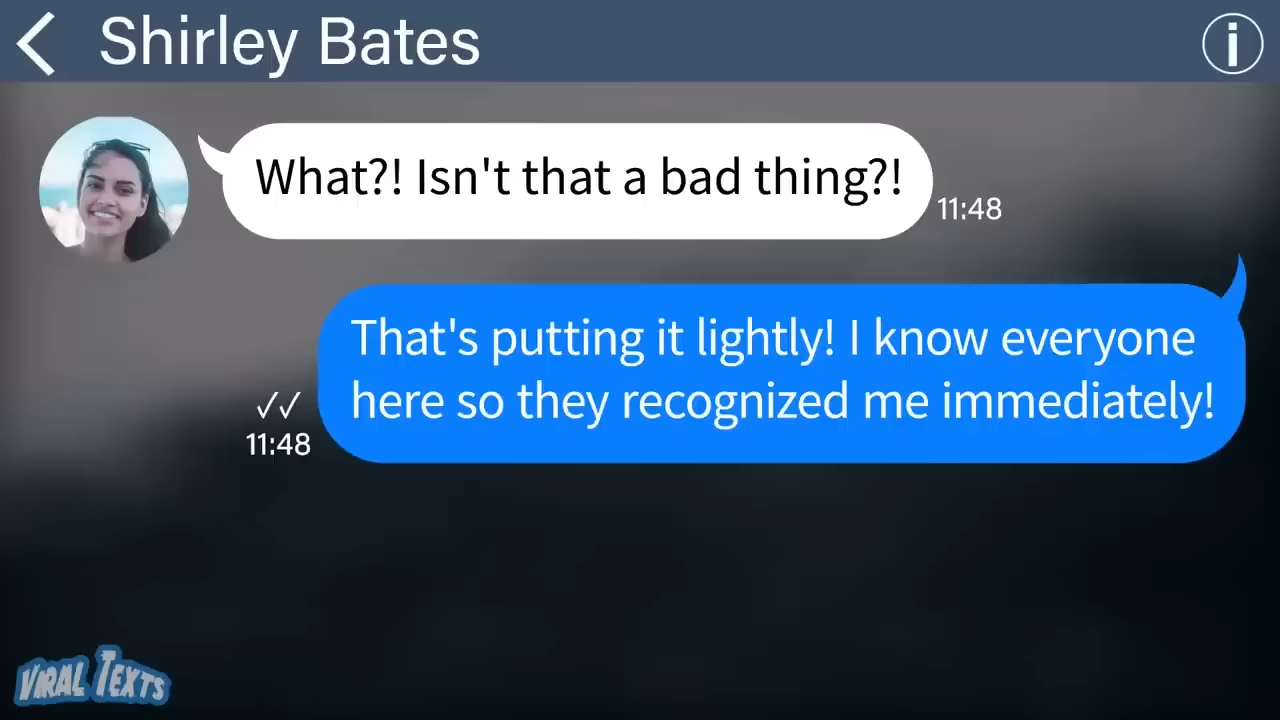 Shirley Bates
What?! Isn't that a bad thing?!
11:48
That's putting it lightly! I know everyone
here so they recognized me immediately!
11:48
VIRAL TEXTS